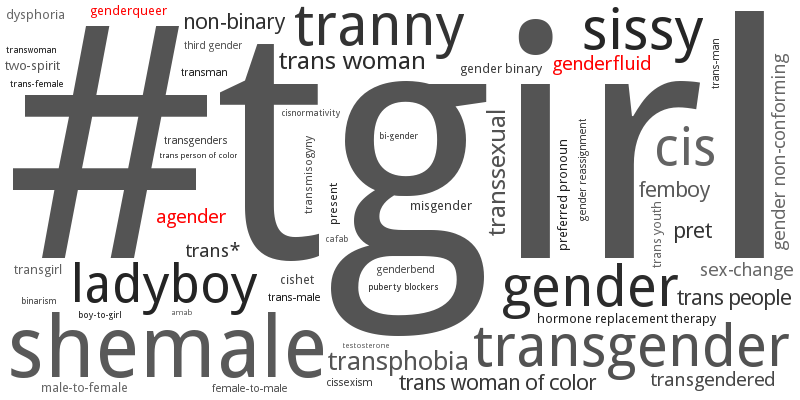 dysphoria
genderqueer
non-binary
tranny
sissy
transwoman
third gender
two-spirit
trans woman
gender binary
genderfluid
trans-man
transman
trans-female
#tgirl
gender non-conforming
cisnormativity
transgenders
bi-gender
trans person of color
transmisogyny
transsexual
preferred pronoun
gender reassignment
cis
present
femboy
agender
misgender
trans youth
pret
cafab
trans*
transgirl
ladyboy
cishet
genderbend
sex-change
puberty blockers
gender
trans-male
trans people
binarism
boy-to-girl
amab
hormone replacement therapy
shemale
testosterone
transphobia
transgender
male-to-female
female-to-male
cissexism
trans woman of color
transgendered